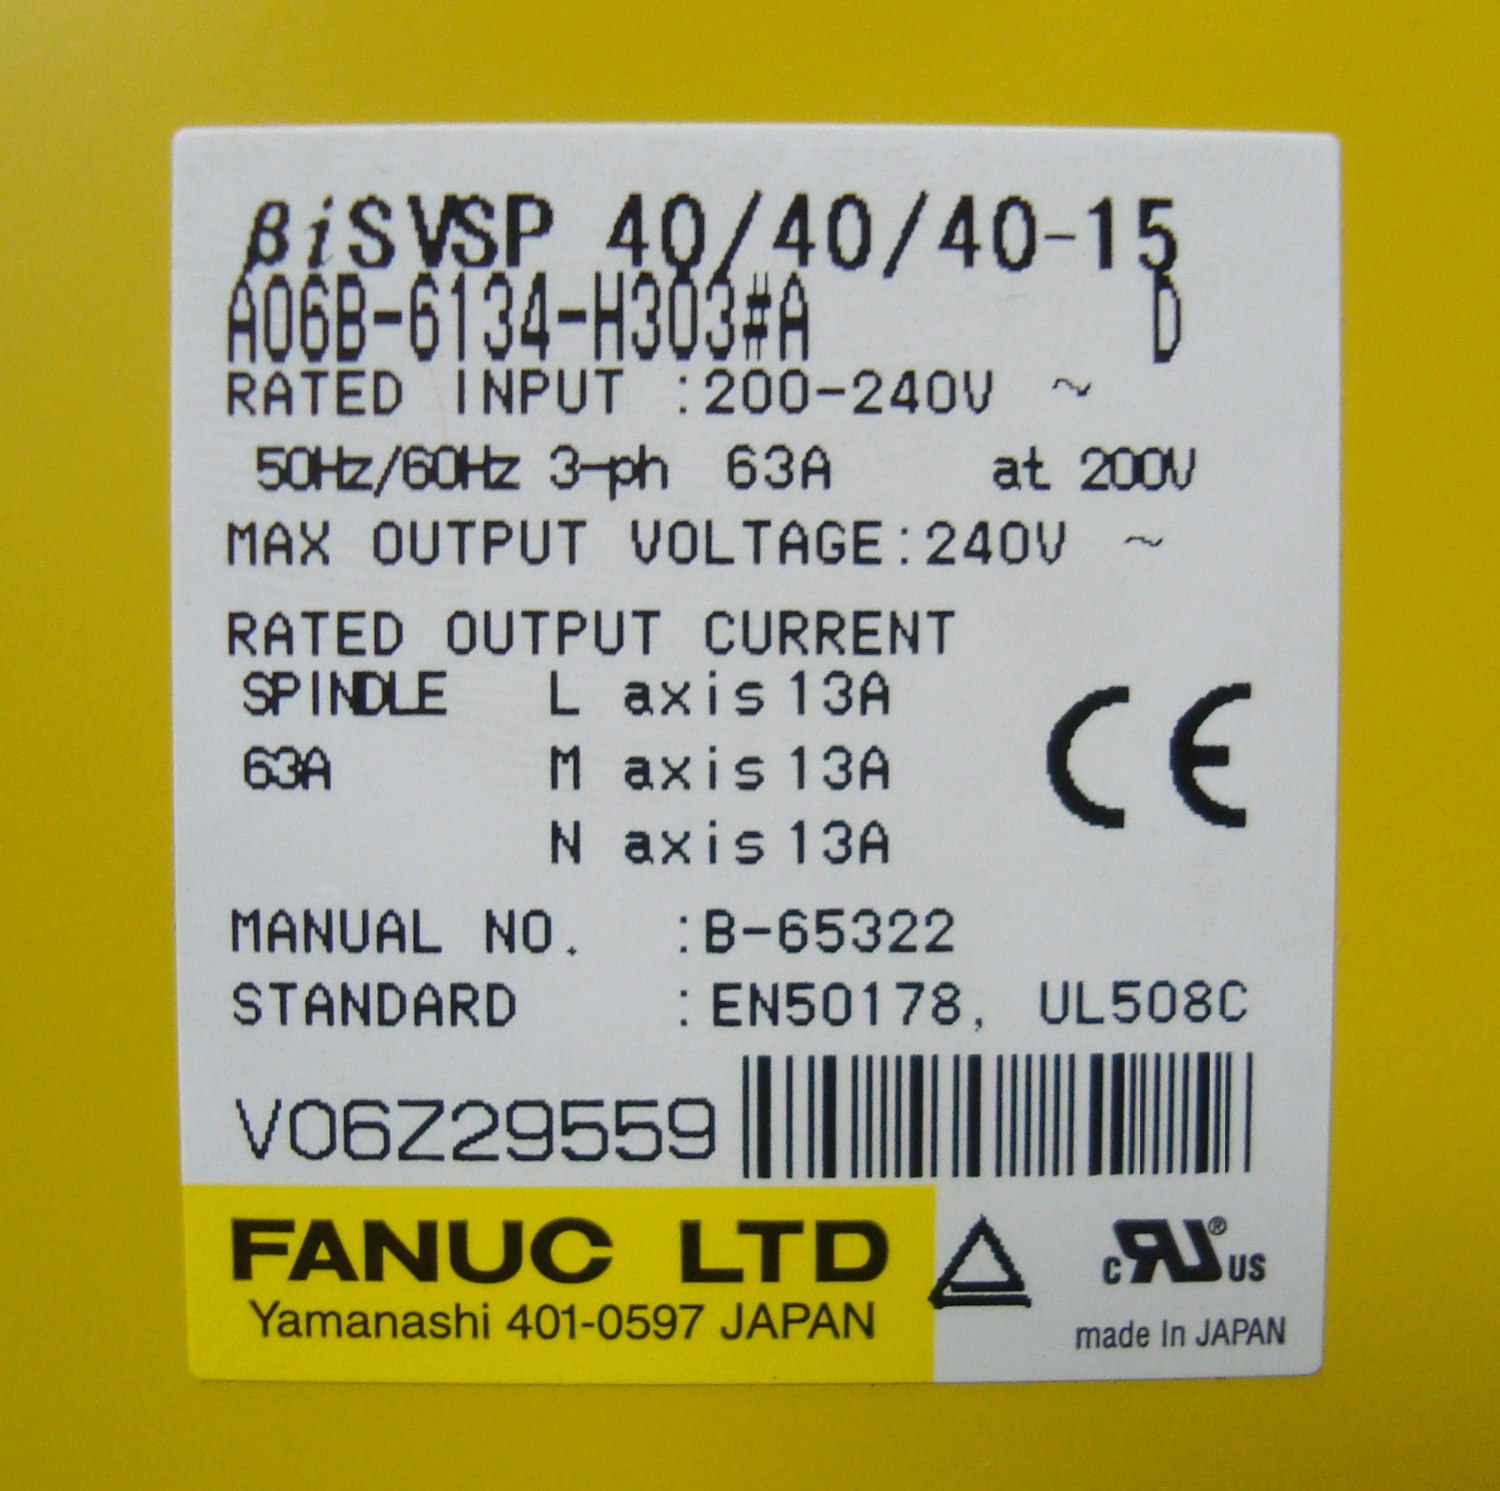 βiSVSP 40/40/40-15
A06B-6134-H303#A D
RATED INPUT :200-240V ~
50Hz/60Hz 3-ph 63A at 200V
MAX OUTPUT VOLTAGE:240V ~
RATED OUTPUT CURRENT
SPINDLE L axis 13A
63A M axis 13A
N axis 13A
CE
MANUAL NO. :B-65322
STANDARD :EN50178, UL508C
V06Z29559
FANUC LTD
Yamanashi 401-0597 JAPAN
c RU ® US
made In JAPAN